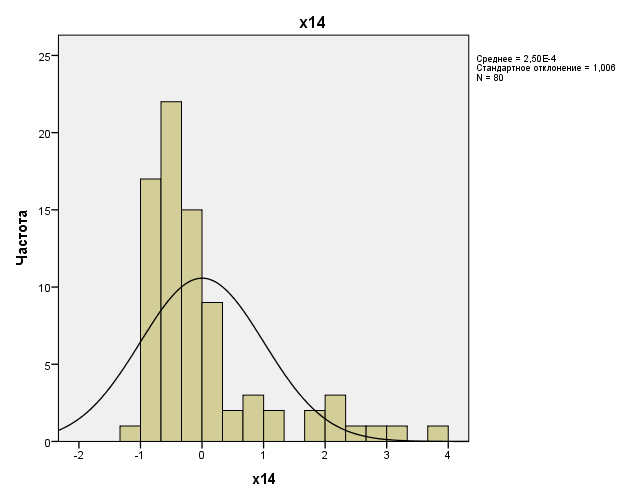 x14
Среднее = 2,50E-4
Стандартное отклонение = 1,006
N = 80
Частота
25
20
15
10
5
0
-2 -1 0 1 2 3 4
x14